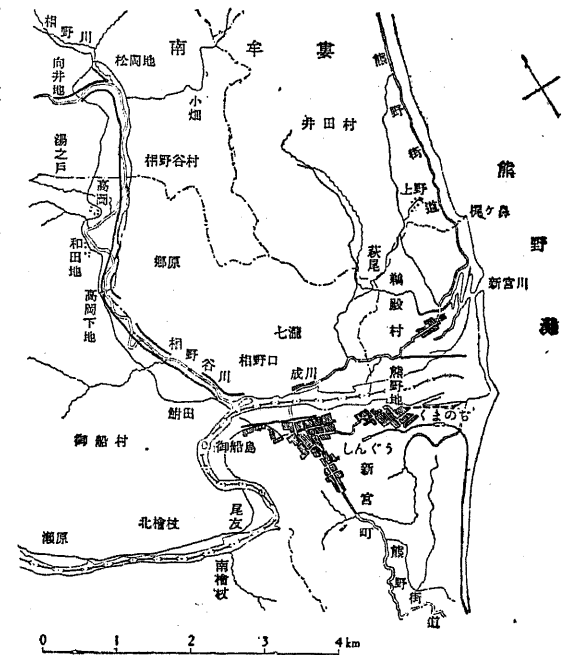 相野川
南牟婁
松岡地
向井地
小畑
熊野街道
井田村
湯之戸
相野谷村
高岡
上野
梶ケ鼻
熊野灘
和田地
郷原
萩尾
鵜殿村
新宮川
高岡下地
七瀧
相野谷川
相野口
成川
熊野地
鮒田
くまのぢ
御船村
御船島
しんぐう
新宮町
尾友
北檜杖
瀬原
南檜杖
熊野街道
0 1 2 3 4 km